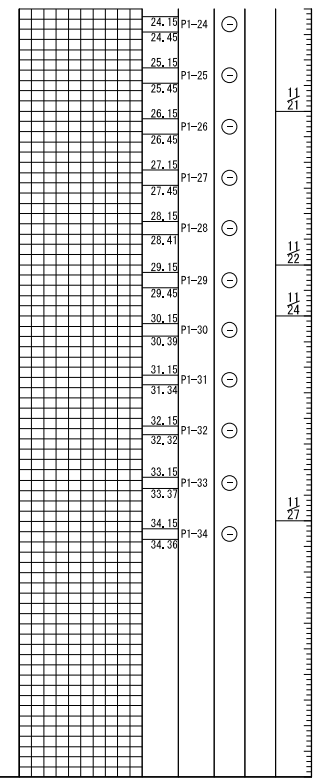 24.15 P1-24 ⊖
24.45
25.15
P1-25 ⊖
25.45
11
21
26.15
P1-26 ⊖
26.45
27.15
P1-27 ⊖
27.45
28.15
P1-28 ⊖
28.41
11
22
29.15
P1-29 ⊖
29.45
11
24
30.15
P1-30 ⊖
30.39
31.15
P1-31 ⊖
31.34
32.15
P1-32 ⊖
32.32
33.15
P1-33 ⊖
33.37
11
27
34.15
P1-34 ⊖
34.36